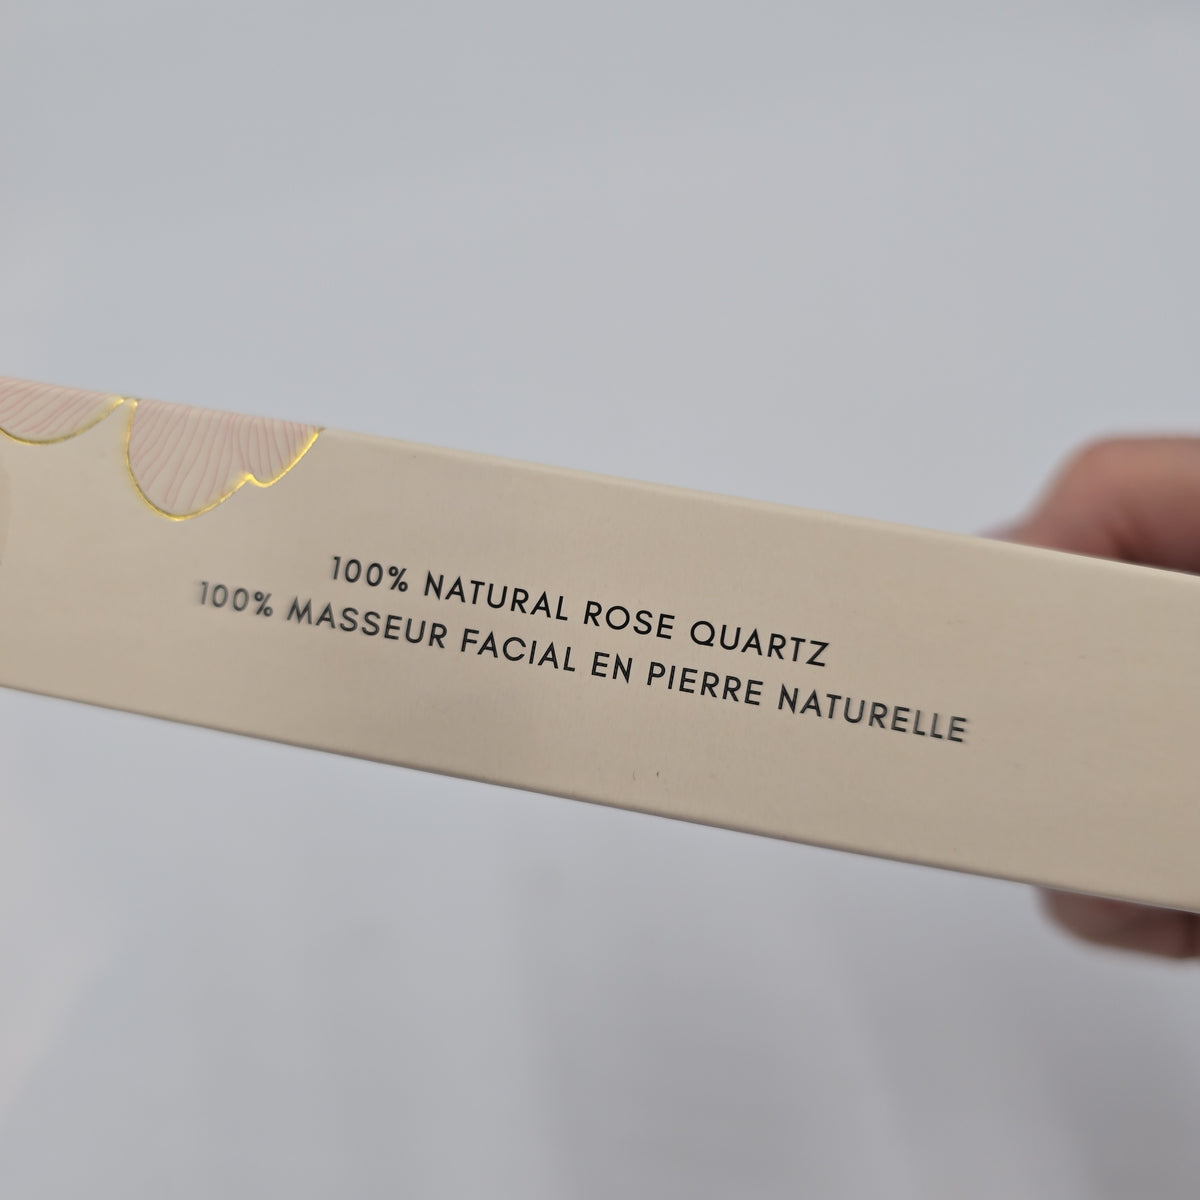 100% NATURAL ROSE QUARTZ
100% MASSEUR FACIAL EN PIERRE NATURELLE